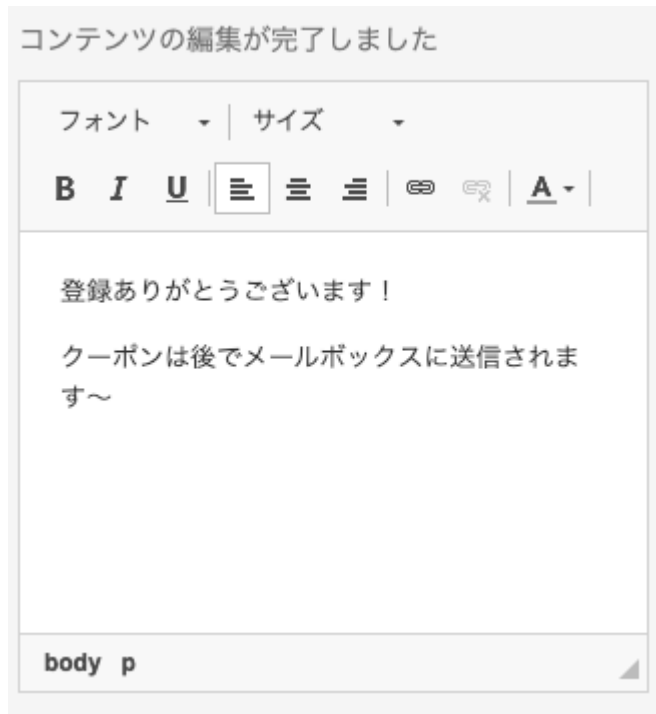 コンテンツの編集が完了しました
フォント サイズ
B I U A
登録ありがとうございます！
クーポンは後でメールボックスに送信されま
す〜
body p